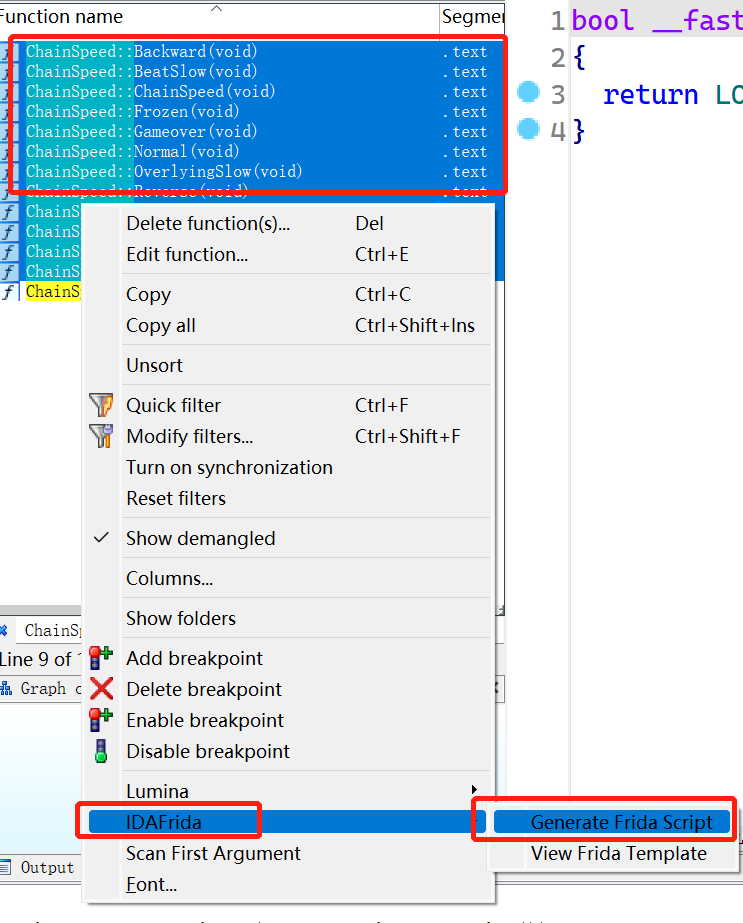 Function name Segmen
ChainSpeed::Backward(void) .text
ChainSpeed::BeatSlow(void) .text
ChainSpeed::ChainSpeed(void) .text
ChainSpeed::Frozen(void) .text
ChainSpeed::Gameover(void) .text
ChainSpeed::Normal(void) .text
ChainSpeed::OverlyingSlow(void) .text
ChainSpeed::Reverse(void) .text
ChainS
ChainS
ChainS
ChainS
ChainS
1 bool __fast
2 {
3 return LO
4 }
Delete function(s)... Del
Edit function... Ctrl+E
Copy Ctrl+C
Copy all Ctrl+Shift+Ins
Unsort
Quick filter Ctrl+F
Modify filters... Ctrl+Shift+F
Turn on synchronization
Reset filters
Show demangled
Columns...
Show folders
Add breakpoint
Delete breakpoint
Enable breakpoint
Disable breakpoint
Lumina
IDAFrida
Scan First Argument
Font...
Generate Frida Script
View Frida Template
ChainSp
Line 9 of 1
Graph o
Output